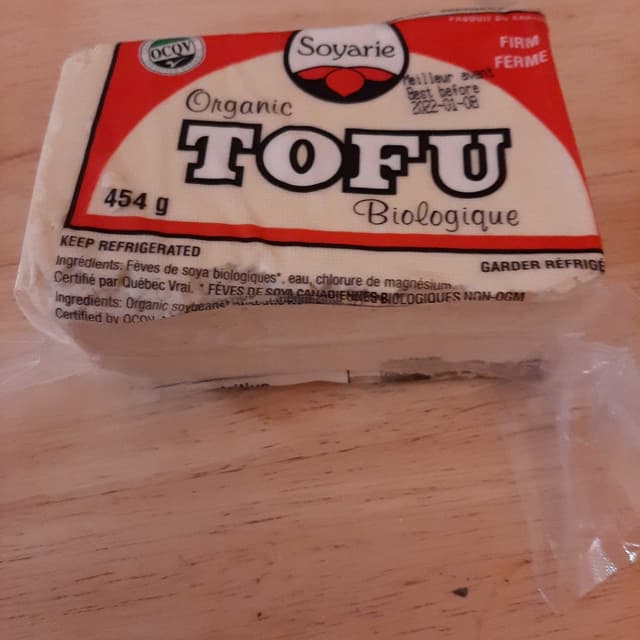 PRODUIT DU
OCQV
Soyarie
FIRM
FERME
Meilleur avant
Best before
2022-01-08
Organic
TOFU
454 g
Biologique
KEEP REFRIGERATED
GARDER RÉFRIGÉ
Ingrédients: Fèves de soya biologiques*, eau, chlorure de magnésium
Certifié par Québec Vrai. * FÈVES DE SOYA CANADIENNES BIOLOGIQUES NON-OGM
Ingredients: Organic soybeans*
Certified by OCQV